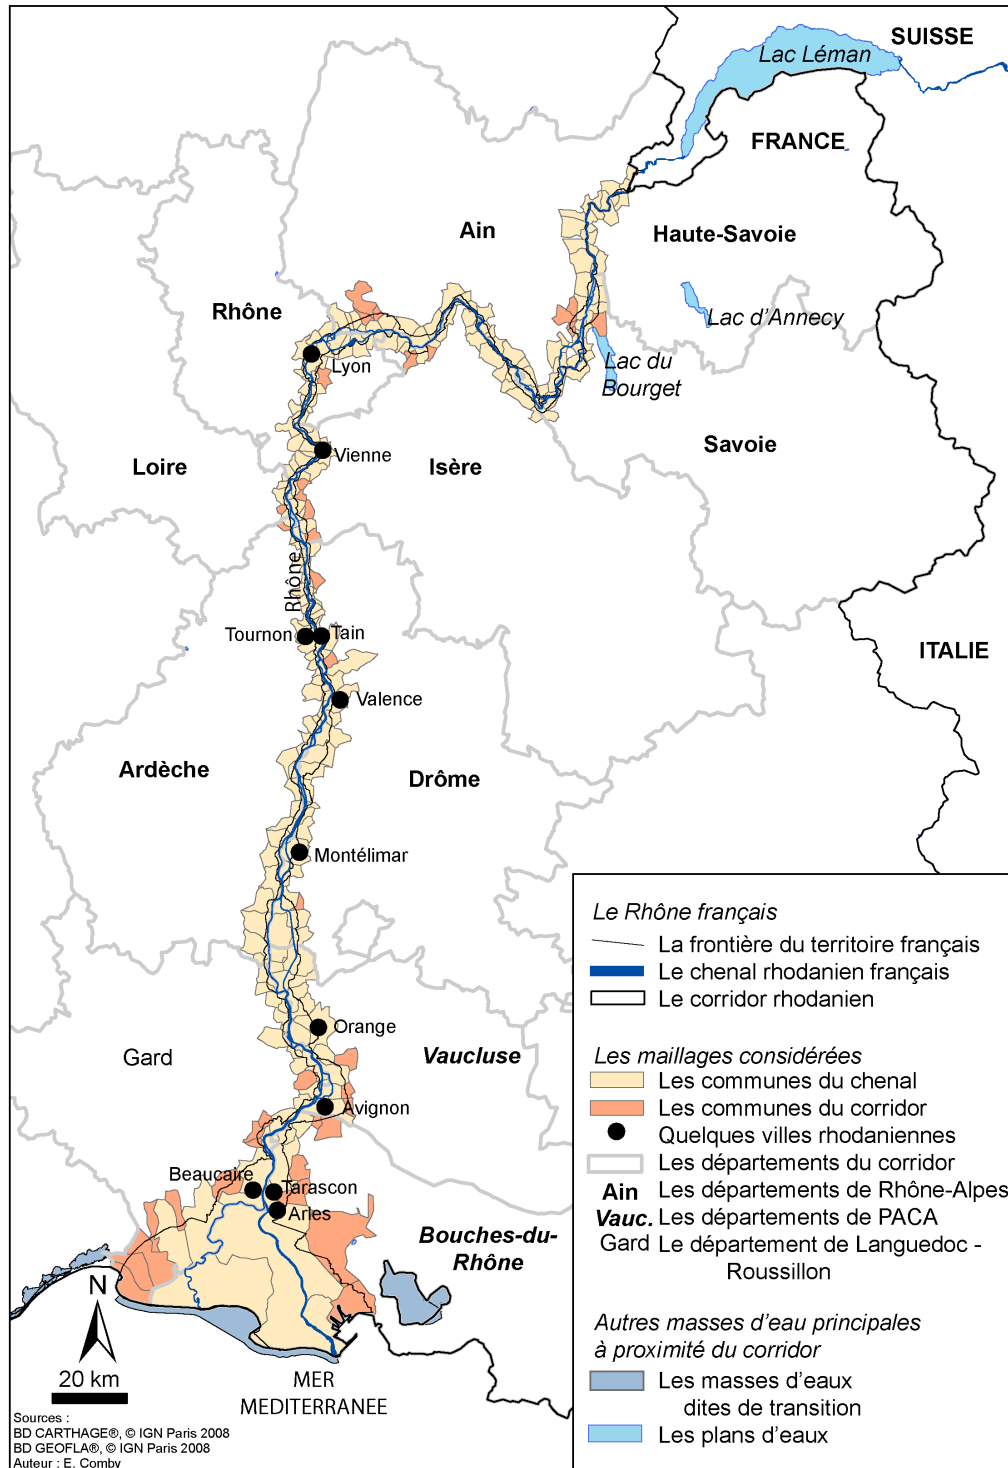 SUISSE
Lac Léman
FRANCE
Ain
Haute-Savoie
Rhône
Lac d'Annecy
Lyon
Lac du
Bourget
Savoie
Vienne
Loire
Isère
Rhône
Tournon
Tain
ITALIE
Valence
Ardèche
Drôme
Montélimar
Orange
Gard
Vaucluse
Avignon
Beaucaire
Tarascon
Arles
Bouches-du-
Rhône
N
20 km
MER
MEDITERRANEE
Sources :
BD CARTHAGE®, © IGN Paris 2008
BD GEOFLA®, © IGN Paris 2008
Auteur : E. Comby
Le Rhône français
La frontière du territoire français
Le chenal rhodanien français
Le corridor rhodanien
Les maillages considérées
Les communes du chenal
Les communes du corridor
Quelques villes rhodaniennes
Les départements du corridor
Ain Les départements de Rhône-Alpes
Vauc. Les départements de PACA
Gard Le département de Languedoc -
Roussillon
Autres masses d'eau principales
à proximité du corridor
Les masses d'eaux
dites de transition
Les plans d'eaux